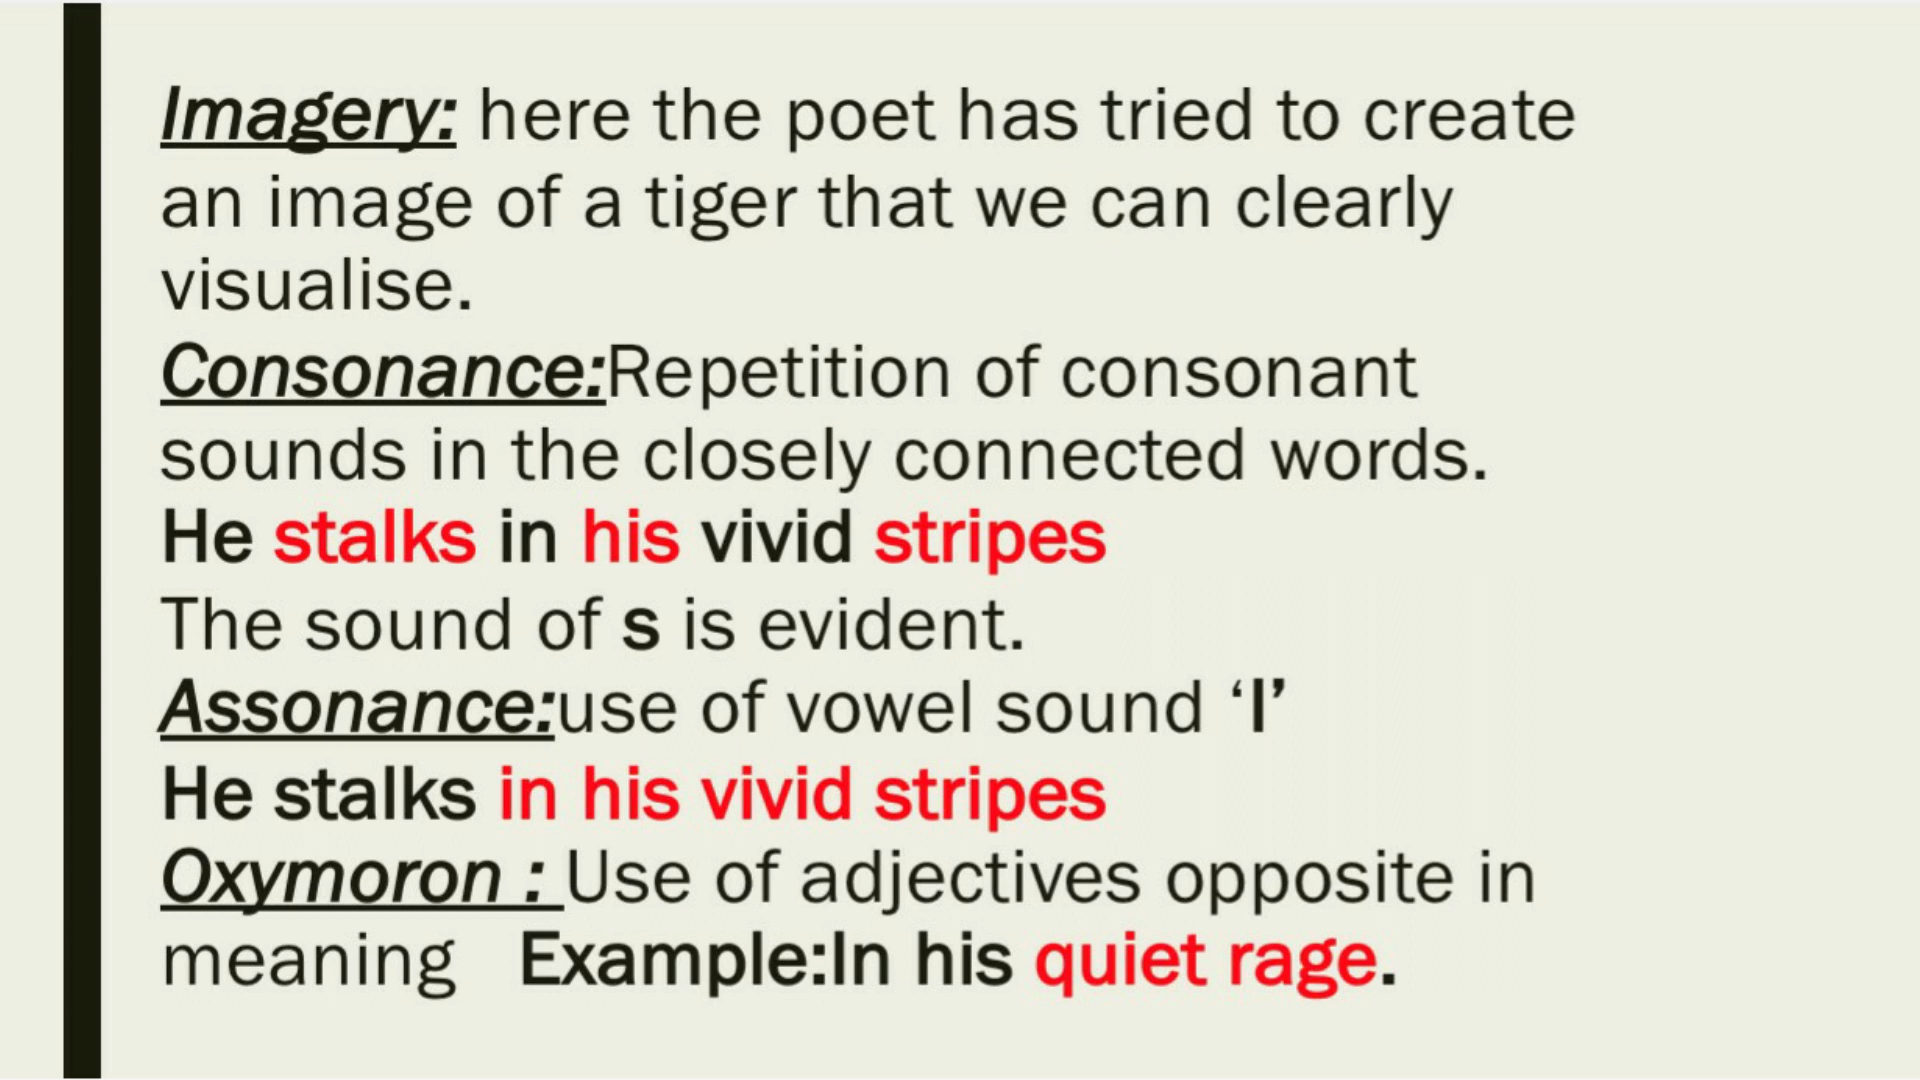 Imagery: here the poet has tried to create
an image of a tiger that we can clearly
visualise.
Consonance:Repetition of consonant
sounds in the closely connected words.
He stalks in his vivid stripes
The sound of s is evident.
Assonance:use of vowel sound ‘I’
He stalks in his vivid stripes
Oxymoron : Use of adjectives opposite in
meaning Example:In his quiet rage.